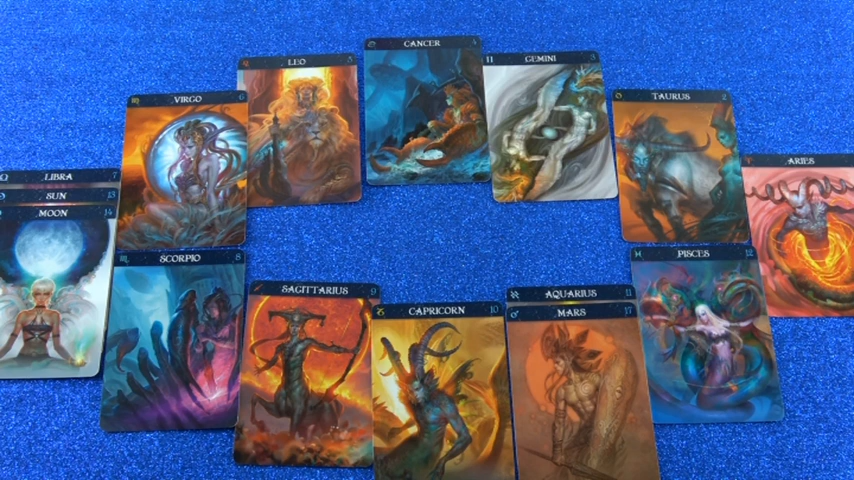 CANCER 4
LEO 5
II GEMINI 3
VIRGO 6
TAURUS 2
ARIES
LIBRA 7
SUN 13
MOON 14
SCORPIO 8
PISCES 12
SAGITTARIUS 9
CAPRICORN 10
AQUARIUS 11
MARS 17